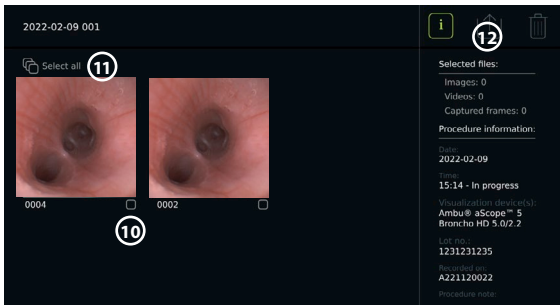 2022-02-09 001
i
12
Select all
11
0004
0002
10
Selected files:
Images: 0
Videos: 0
Captured frames: 0
Procedure information:
Date:
2022-02-09
Time:
15:14 - In progress
Visualization device(s):
Ambu® aScope™ 5
Broncho HD 5.0/2.2
Lot no.:
1231231235
Recorded on:
A221120022
Procedure note: